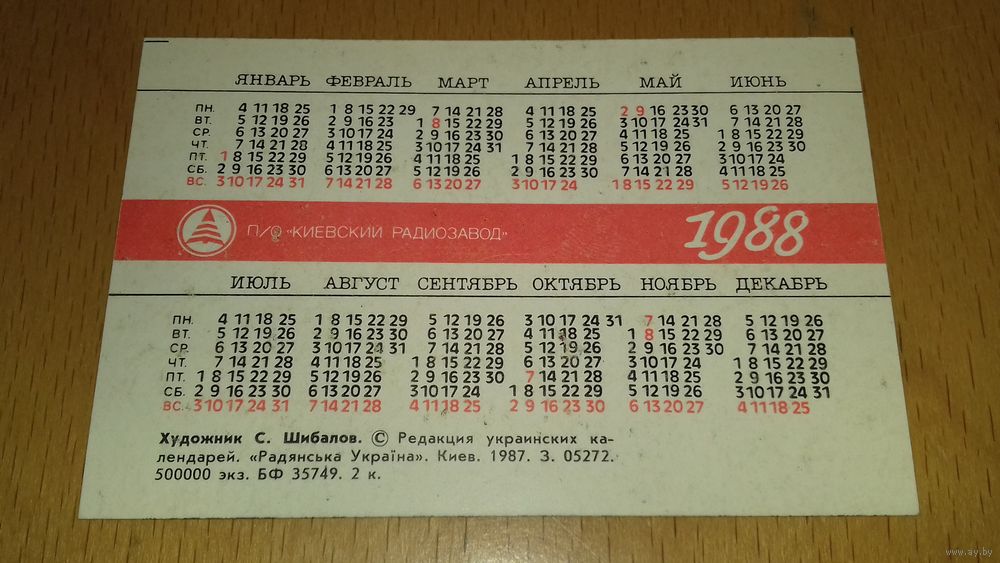 ЯНВАРЬ ФЕВРАЛЬ МАРТ АПРЕЛЬ МАЙ ИЮНЬ
ПН. 4 11 18 25 1 8 15 22 29 7 14 21 28 4 11 18 25 2 9 16 23 30 6 13 20 27
ВТ. 5 12 19 26 2 9 16 23 1 8 15 22 29 5 12 19 26 3 10 17 24 31 7 14 21 28
СР. 6 13 20 27 3 10 17 24 2 9 16 23 30 6 13 20 27 4 11 18 25 1 8 15 22 29
ЧТ. 7 14 21 28 4 11 18 25 3 10 17 24 31 7 14 21 28 5 12 19 26 2 9 16 23 30
ПТ. 1 8 15 22 29 5 12 19 26 4 11 18 25 1 8 15 22 29 6 13 20 27 3 10 17 24
СБ. 2 9 16 23 30 6 13 20 27 5 12 19 26 2 9 16 23 30 7 14 21 28 4 11 18 25
ВС. 3 10 17 24 31 7 14 21 28 6 13 20 27 3 10 17 24 1 8 15 22 29 5 12 19 26
П/О «КИЕВСКИЙ РАДИОЗАВОД» 1988
ИЮЛЬ АВГУСТ СЕНТЯБРЬ ОКТЯБРЬ НОЯБРЬ ДЕКАБРЬ
ПН. 4 11 18 25 1 8 15 22 29 5 12 19 26 3 10 17 24 31 7 14 21 28 5 12 19 26
ВТ. 5 12 19 26 2 9 16 23 30 6 13 20 27 4 11 18 25 1 8 15 22 29 6 13 20 27
СР. 6 13 20 27 3 10 17 24 31 7 14 21 28 5 12 19 26 2 9 16 23 30 7 14 21 28
ЧТ. 7 14 21 28 4 11 18 25 1 8 15 22 29 6 13 20 27 3 10 17 24 1 8 15 22 29
ПТ. 1 8 15 22 29 5 12 19 26 2 9 16 23 30 7 14 21 28 4 11 18 25 2 9 16 23 30
СБ. 2 9 16 23 30 6 13 20 27 3 10 17 24 1 8 15 22 29 5 12 19 26 3 10 17 24 31
ВС. 3 10 17 24 31 7 14 21 28 4 11 18 25 2 9 16 23 30 6 13 20 27 4 11 18 25
Художник С. Шибалов. © Редакция украинских ка-
лендарей. «Радянська Україна». Киев. 1987. З. 05272.
500000 экз. БФ 35749. 2 к.
www.ay.by